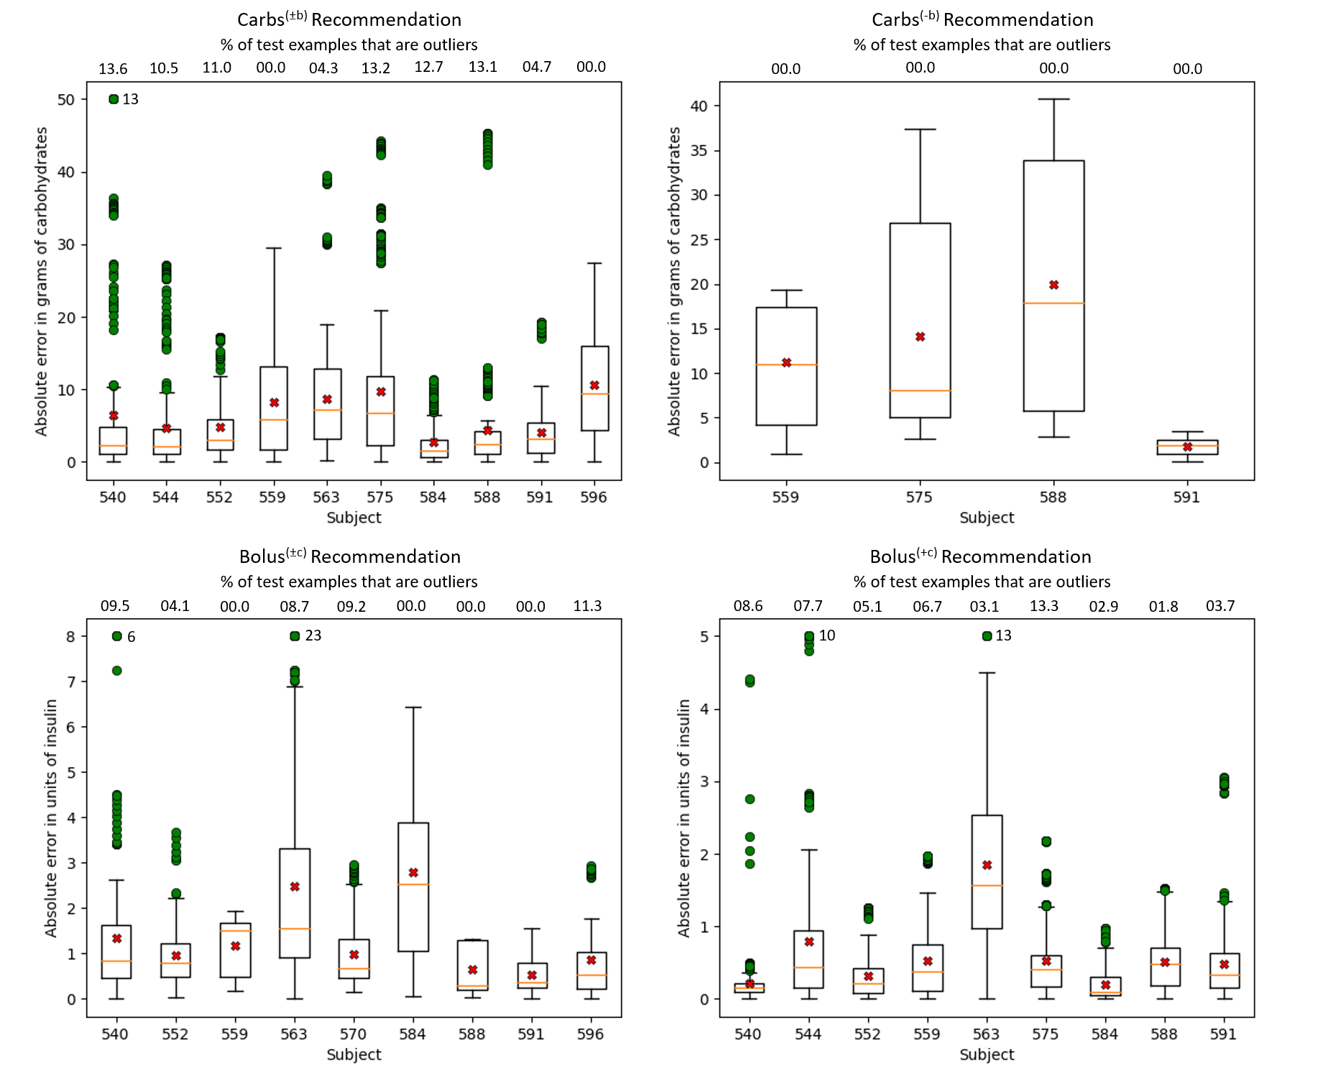 Carbs(±b) Recommendation
% of test examples that are outliers
13.6 10.5 11.0 00.0 04.3 13.2 12.7 13.1 04.7 00.0
Absolute error in grams of carbohydrates
50
40
30
20
10
0
13
540 544 552 559 563 575 584 588 591 596
Subject
Carbs(-b) Recommendation
% of test examples that are outliers
00.0 00.0 00.0 00.0
Absolute error in grams of carbohydrates
40
35
30
25
20
15
10
5
0
559 575 588 591
Subject
Bolus(±c) Recommendation
% of test examples that are outliers
09.5 04.1 00.0 08.7 09.2 00.0 00.0 00.0 11.3
Absolute error in units of insulin
8
7
6
5
4
3
2
1
0
6
23
540 552 559 563 570 584 588 591 596
Subject
Bolus(+c) Recommendation
% of test examples that are outliers
08.6 07.7 05.1 06.7 03.1 13.3 02.9 01.8 03.7
Absolute error in units of insulin
5
4
3
2
1
0
10
13
540 544 552 559 563 575 584 588 591
Subject